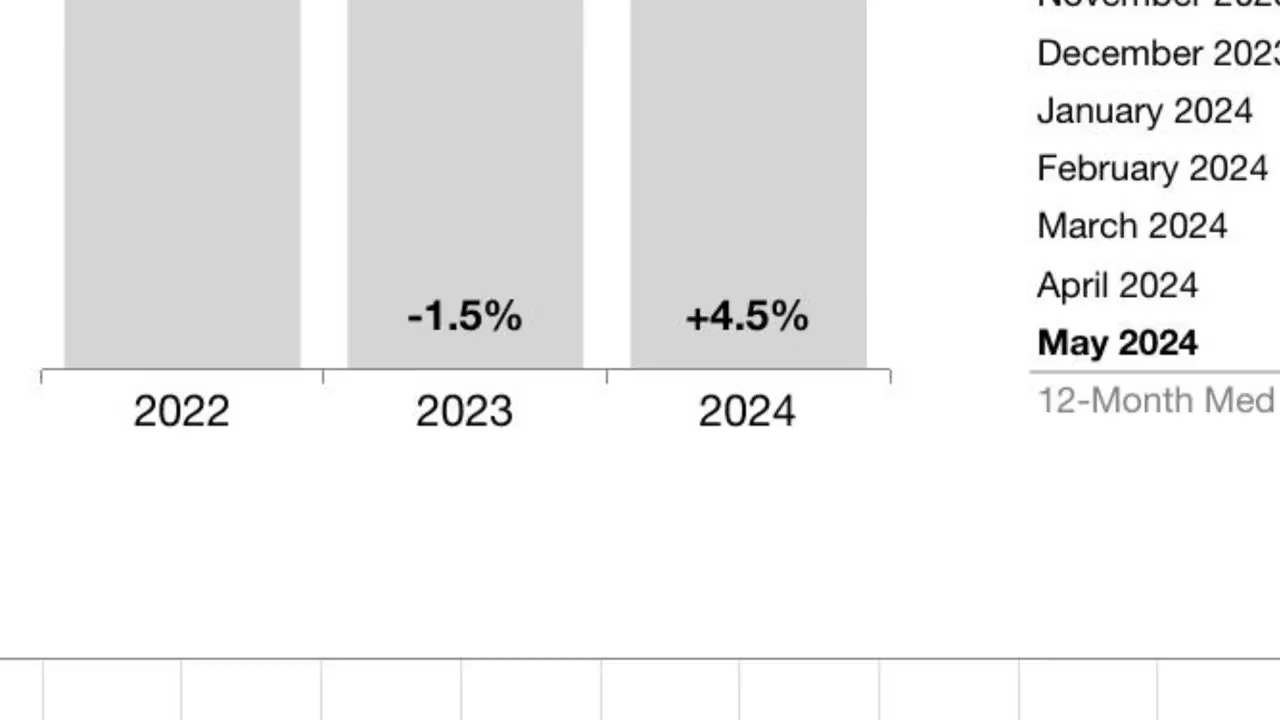 -1.5%
+4.5%
2022
2023
2024
December 2023
January 2024
February 2024
March 2024
April 2024
May 2024
12-Month Med